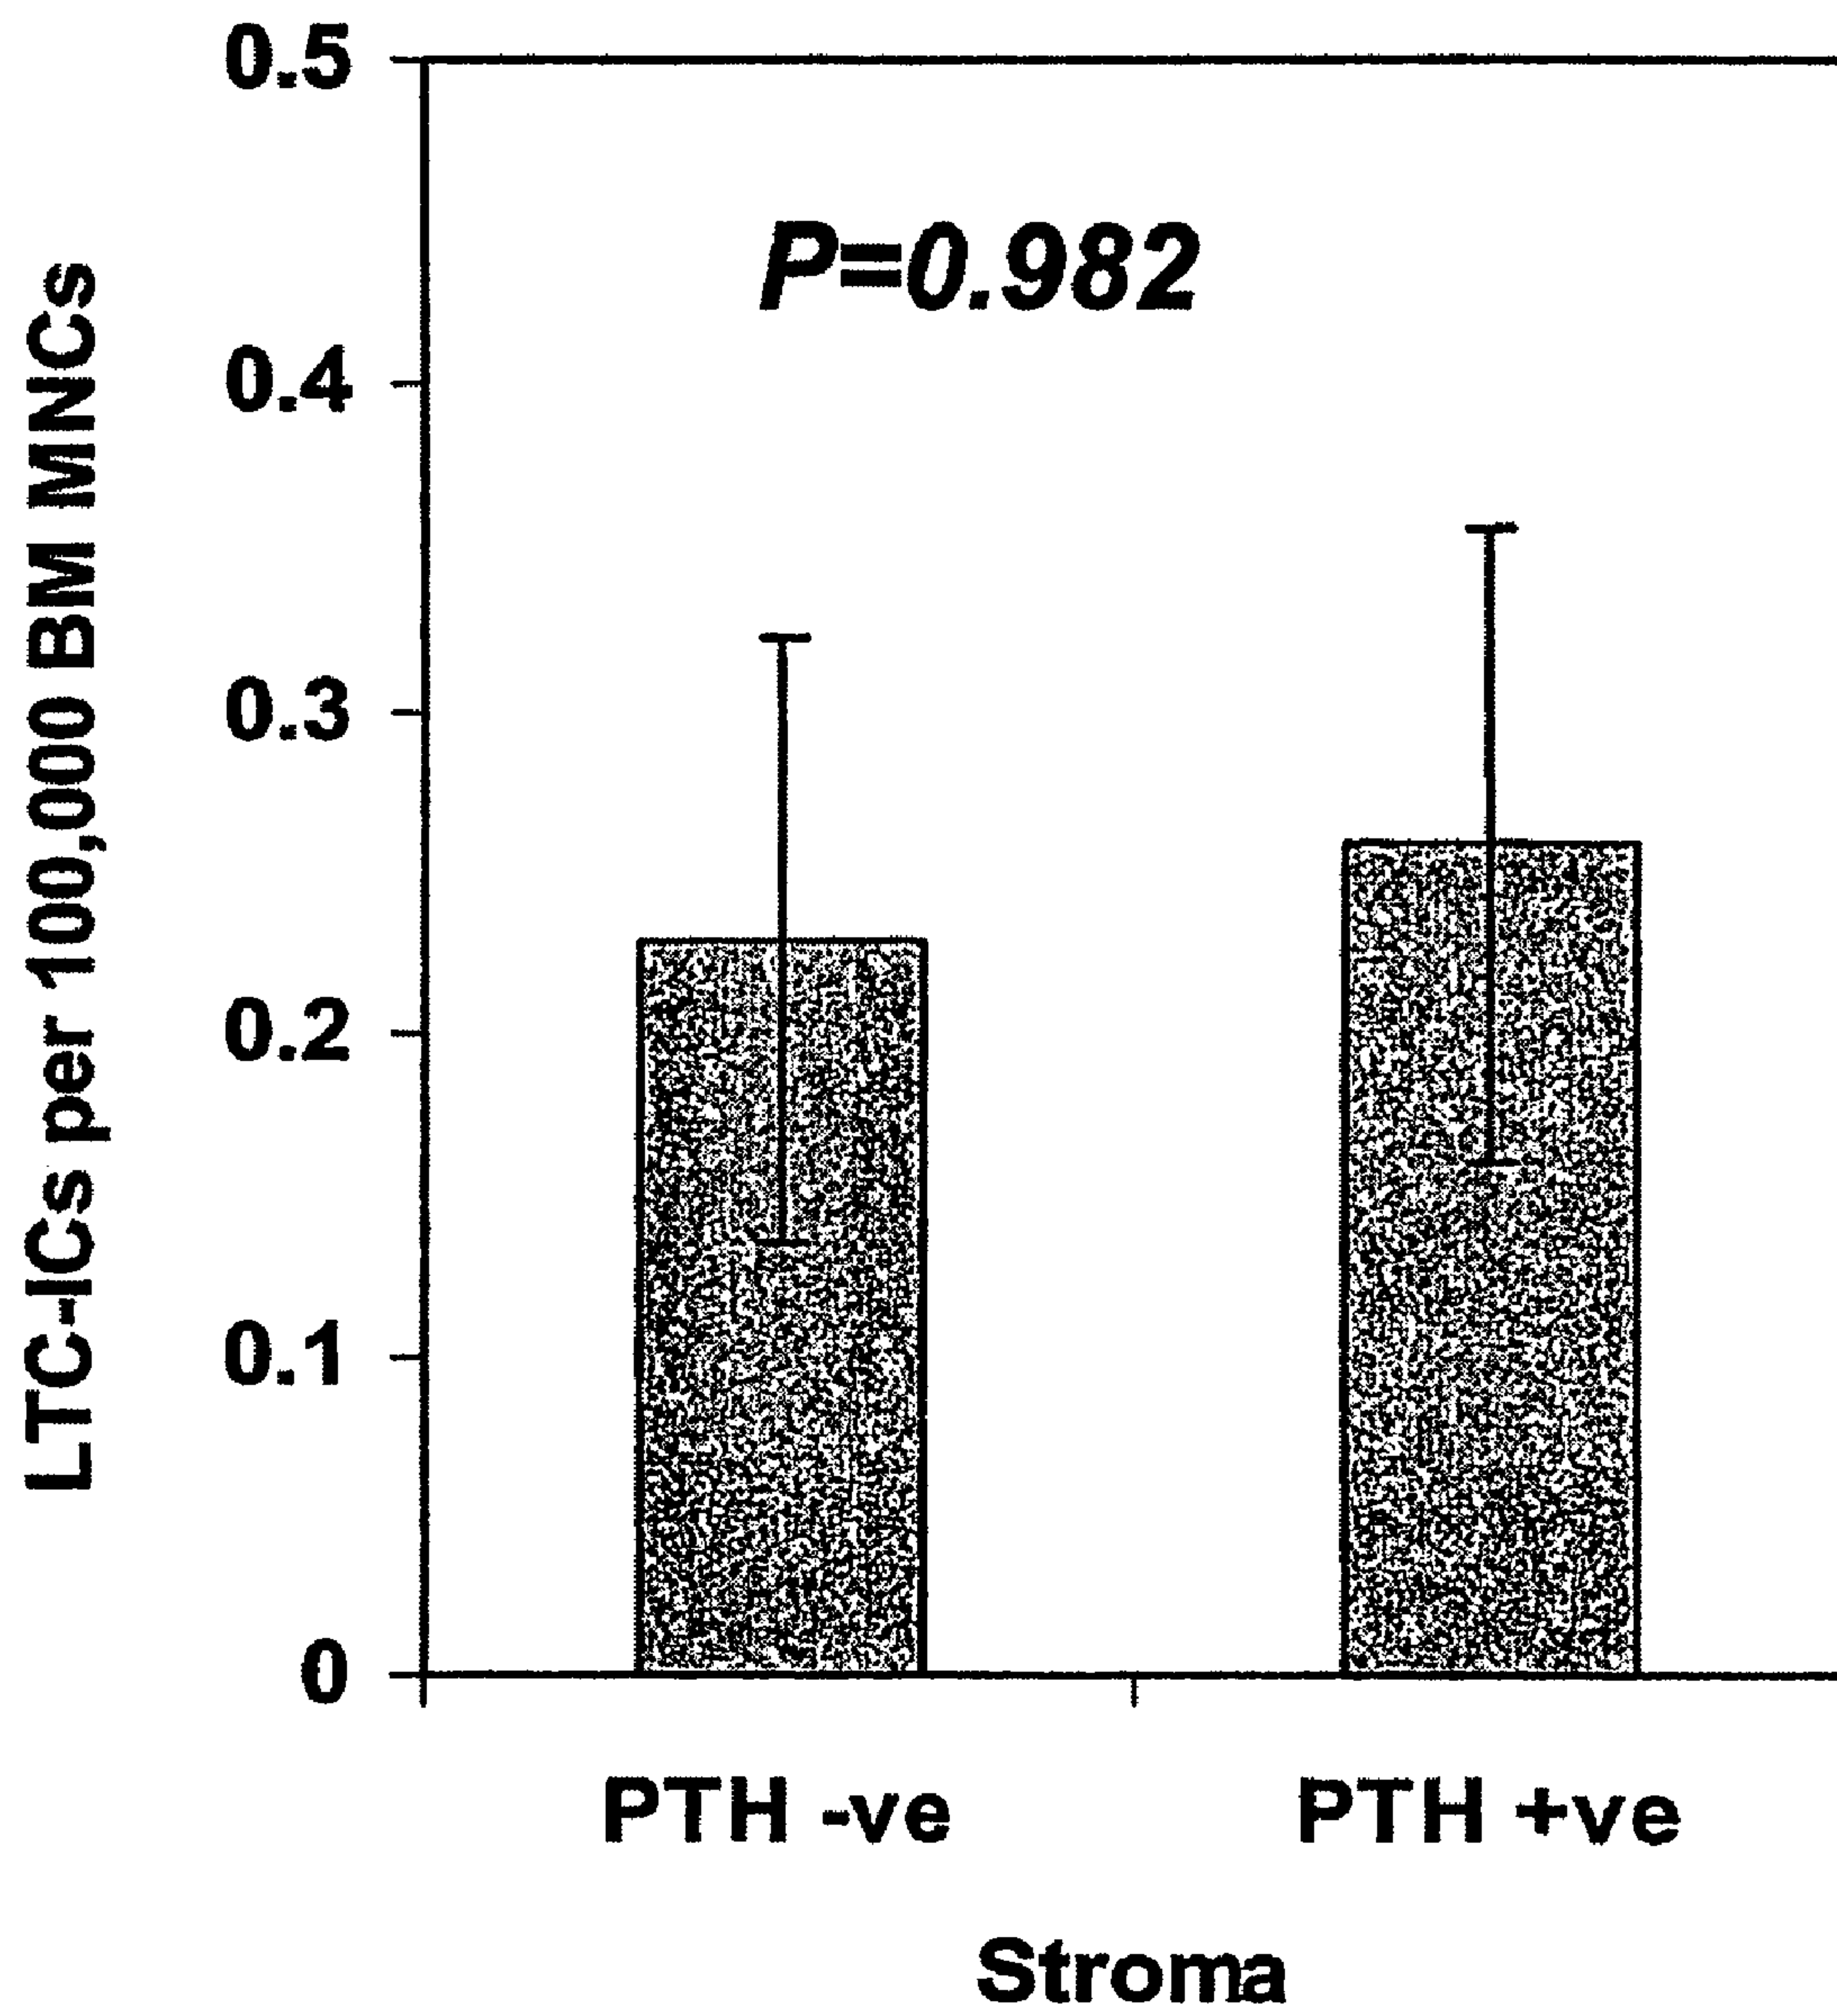 LTC-ICs per 100,000 BM MNCs
0.5
0.4
0.3
0.2
0.1
0
P=0.982
PTH -ve PTH +ve
Stroma